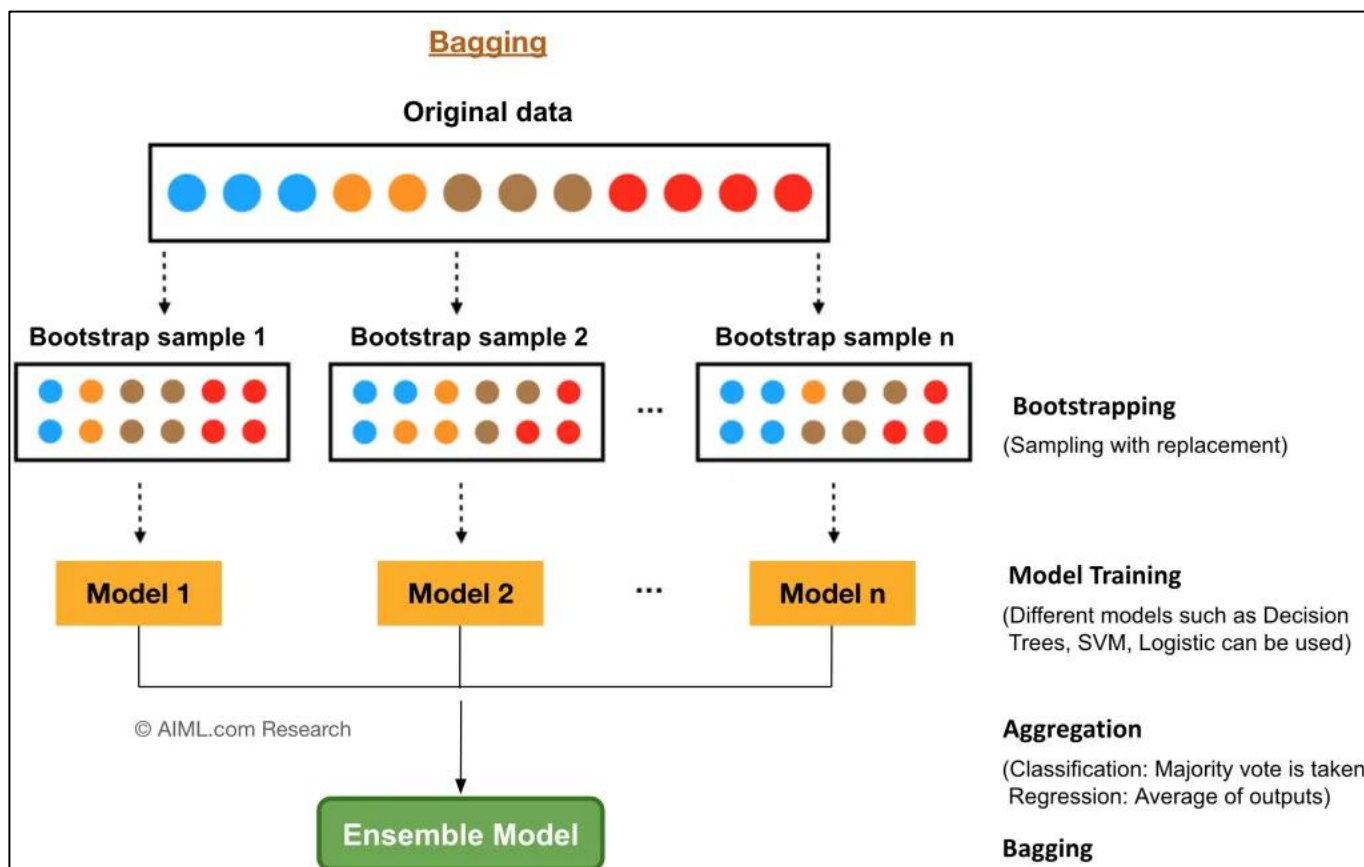 Bagging
Original data
Bootstrap sample 1
Bootstrap sample 2
Bootstrap sample n
...
Bootstrapping
(Sampling with replacement)
Model 1
Model 2
...
Model n
Model Training
(Different models such as Decision
Trees, SVM, Logistic can be used)
© AIML.com Research
Aggregation
(Classification: Majority vote is taken
Regression: Average of outputs)
Ensemble Model
Bagging